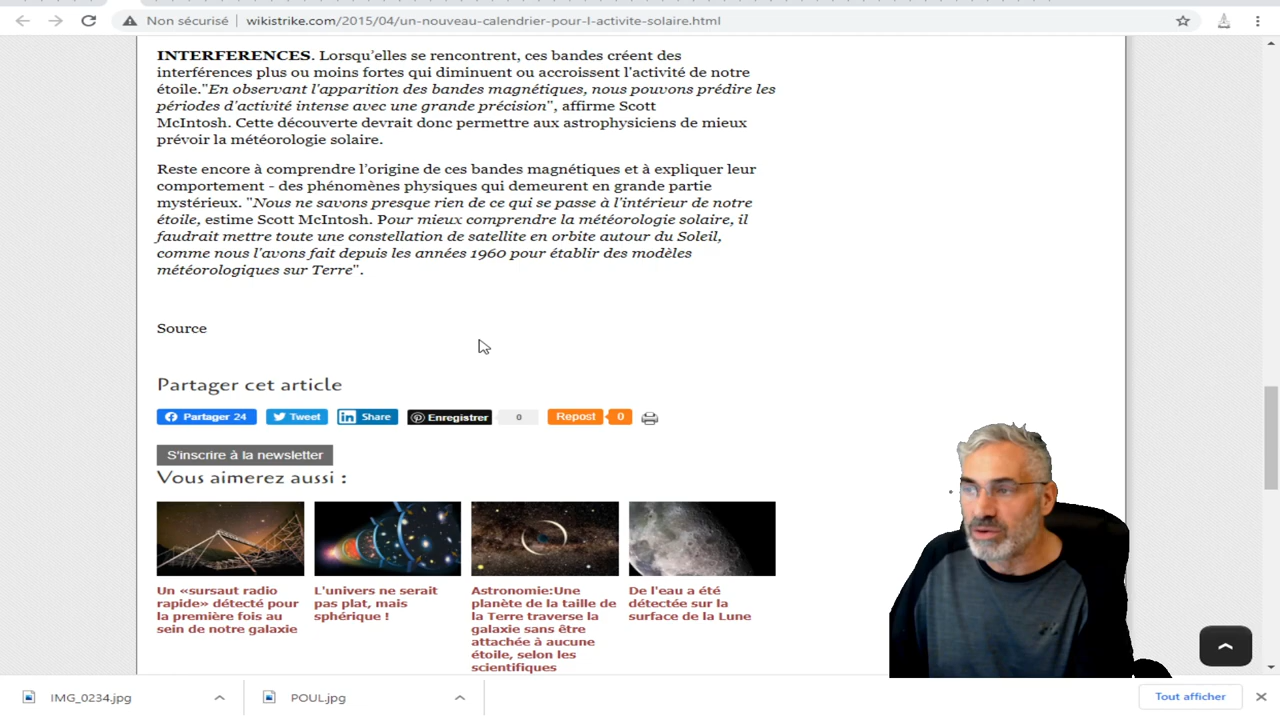 Non sécurisé
wikistrike.com/2015/04/un-nouveau-calendrier-pour-l-activite-solaire.html
INTERFERENCES. Lorsqu’elles se rencontrent, ces bandes créent des
interférences plus ou moins fortes qui diminuent ou accroissent l'activité de notre
étoile."En observant l'apparition des bandes magnétiques, nous pouvons prédire les
périodes d'activité intense avec une grande précision", affirme Scott
McIntosh. Cette découverte devrait donc permettre aux astrophysiciens de mieux
prévoir la météorologie solaire.
Reste encore à comprendre l’origine de ces bandes magnétiques et à expliquer leur
comportement - des phénomènes physiques qui demeurent en grande partie
mystérieux. "Nous ne savons presque rien de ce qui se passe à l'intérieur de notre
étoile, estime Scott McIntosh. Pour mieux comprendre la météorologie solaire, il
faudrait mettre toute une constellation de satellite en orbite autour du Soleil,
comme nous l'avons fait depuis les années 1960 pour établir des modèles
météorologiques sur Terre".
Source
Partager cet article
Partager 24 Tweet Share Enregistrer 0 Repost 0
S'inscrire à la newsletter
Vous aimerez aussi :
Un «sursaut radio
rapide» détecté pour
la première fois au
sein de notre galaxie
L'univers ne serait
pas plat, mais
sphérique !
Astronomie:Une
planète de la taille de
la Terre traverse la
galaxie sans être
attachée à aucune
étoile, selon les
scientifiques
De l'eau a été
détectée sur la
surface de la Lune
IMG_0234.jpg
POUL.jpg
Tout afficher